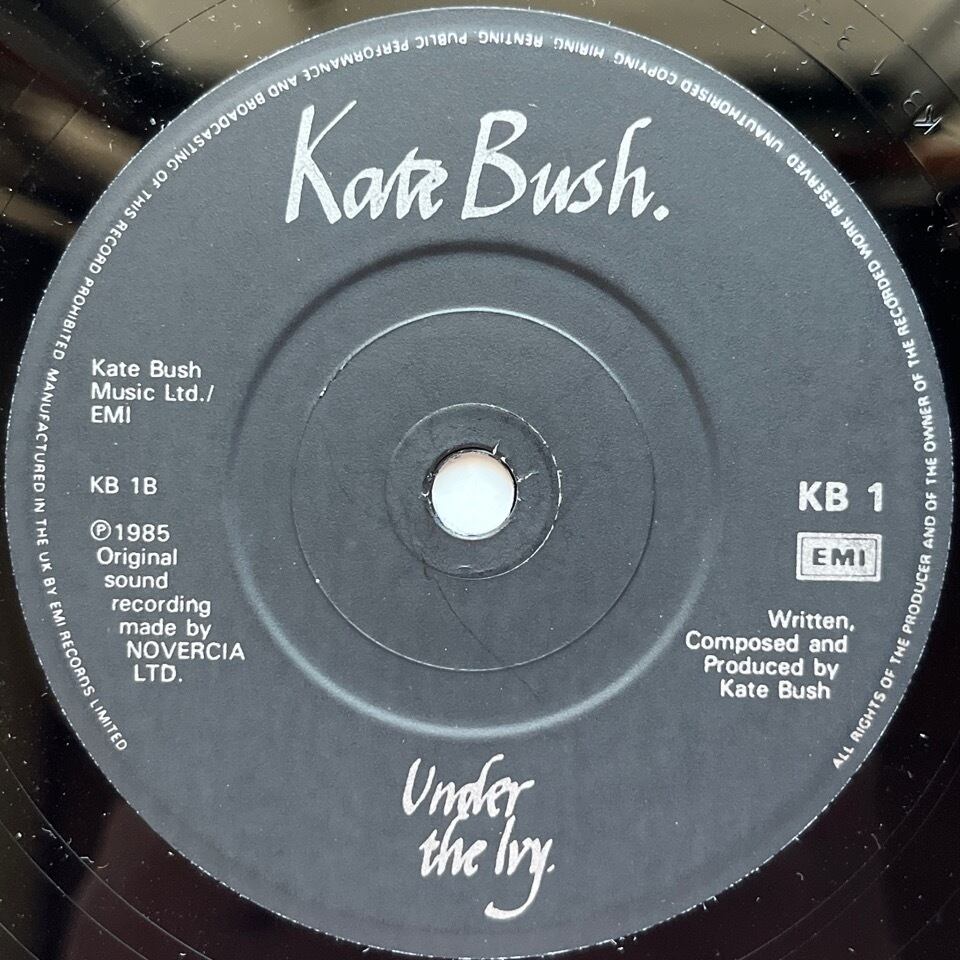 Kate Bush.
Kate Bush
Music Ltd./
EMI
KB 1B
℗1985
Original
sound
recording
made by
NOVERCIA
LTD.
KB 1
EMI
Written,
Composed and
Produced by
Kate Bush
Under
the Ivy.
ALL RIGHTS OF THE PRODUCER AND OF THE OWNER OF THE RECORDED WORK RESERVED UNAUTHORISED COPYING, HIRING, RENTING, PUBLIC PERFORMANCE AND BROADCASTING OF THIS RECORD PROHIBITED MANUFACTURED IN THE UK BY EMI RECORDS LIMITED